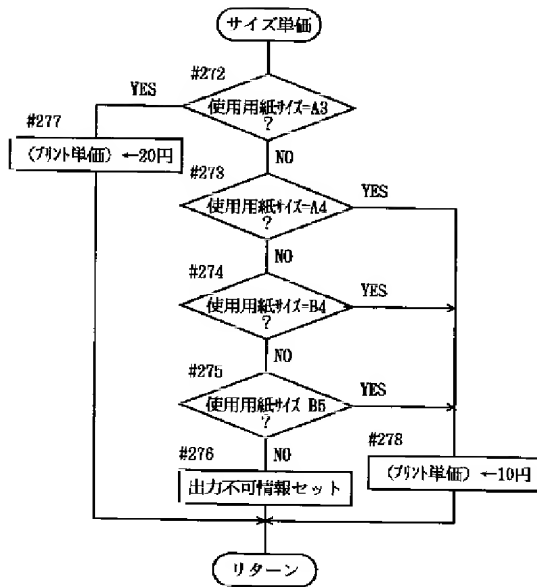 サイズ単価
#272
YES
使用用紙サイズ=A3
?
#277
(プリント単価) ←20円
NO
#273
YES
使用用紙サイズ=A4
?
NO
#274
YES
使用用紙サイズ=B4
?
NO
#275
YES
使用用紙サイズ B5
?
#278
NO
#276
(プリント単価) ←10円
出力不可情報セット
リターン